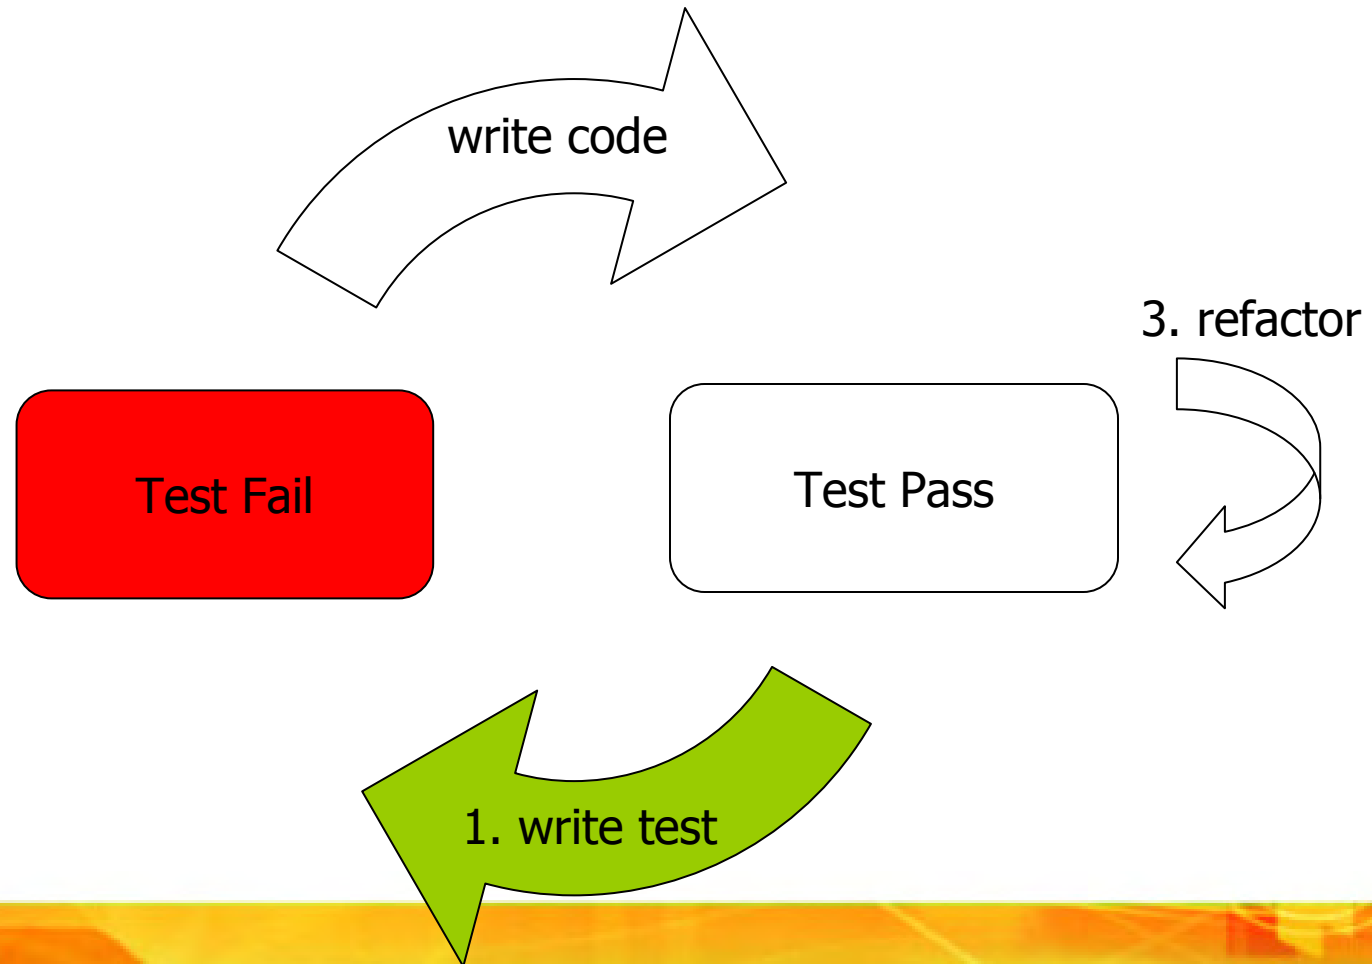 write code
3. refactor
Test Fail
Test Pass
1. write test